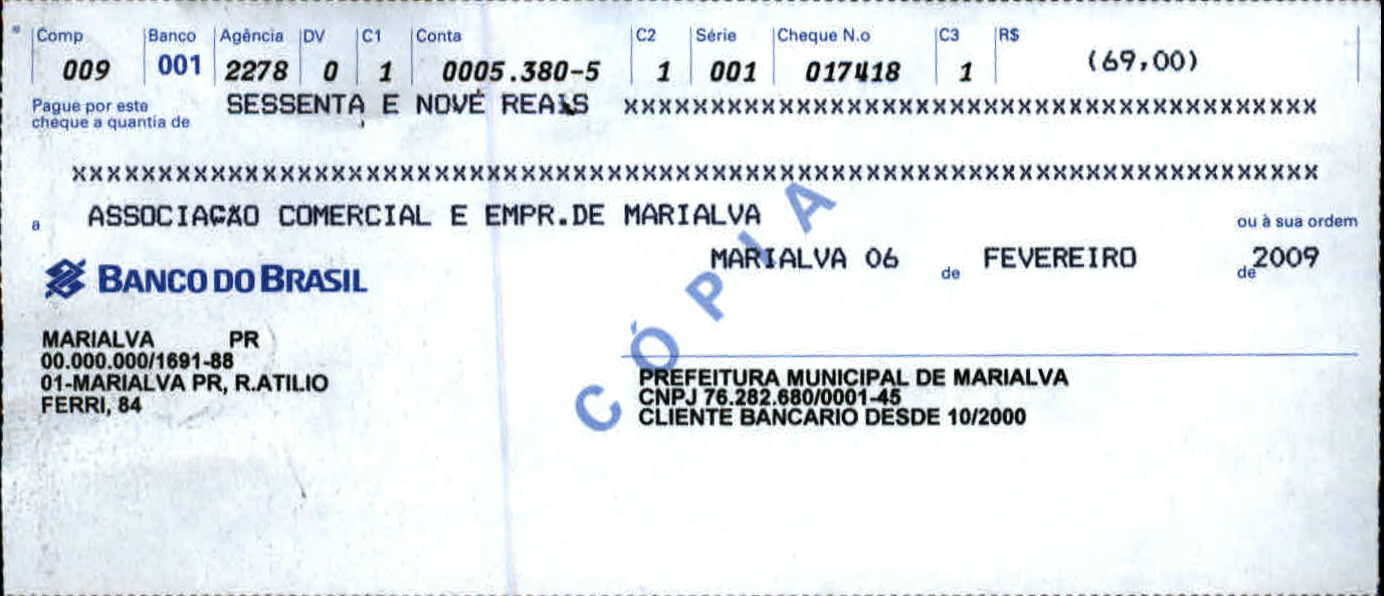 Comp Banco Agência DV C1 Conta C2 Série Cheque N.o C3 R$
009 001 2278 0 1 0005.380-5 1 001 017418 1 (69,00)
Pague por este
cheque a quantia de SESSENTA E NOVE REAIS XXXXXXXXXXXXXXXXXXXXXXXXXXXXXXXXXXXXXXXXXXXXXXXX
XXXXXXXXXXXXXXXXXXXXXXXXXXXXXXXXXXXXXXXXXXXXXXXXXXXXXXXXXXXXXXXXXXXXXXXXXXXXXXXXXXXXXXX
a ASSOCIAÇÃO COMERCIAL E EMPR.DE MARIALVA ou à sua ordem
MARIALVA 06 de FEVEREIRO de 2009
BANCO DO BRASIL
MARIALVA PR
00.000.000/1691-88
01-MARIALVA PR, R.ATILIO
FERRI, 84
PREFEITURA MUNICIPAL DE MARIALVA
CNPJ 76.282.680/0001-45
CLIENTE BANCARIO DESDE 10/2000
CÓPIA